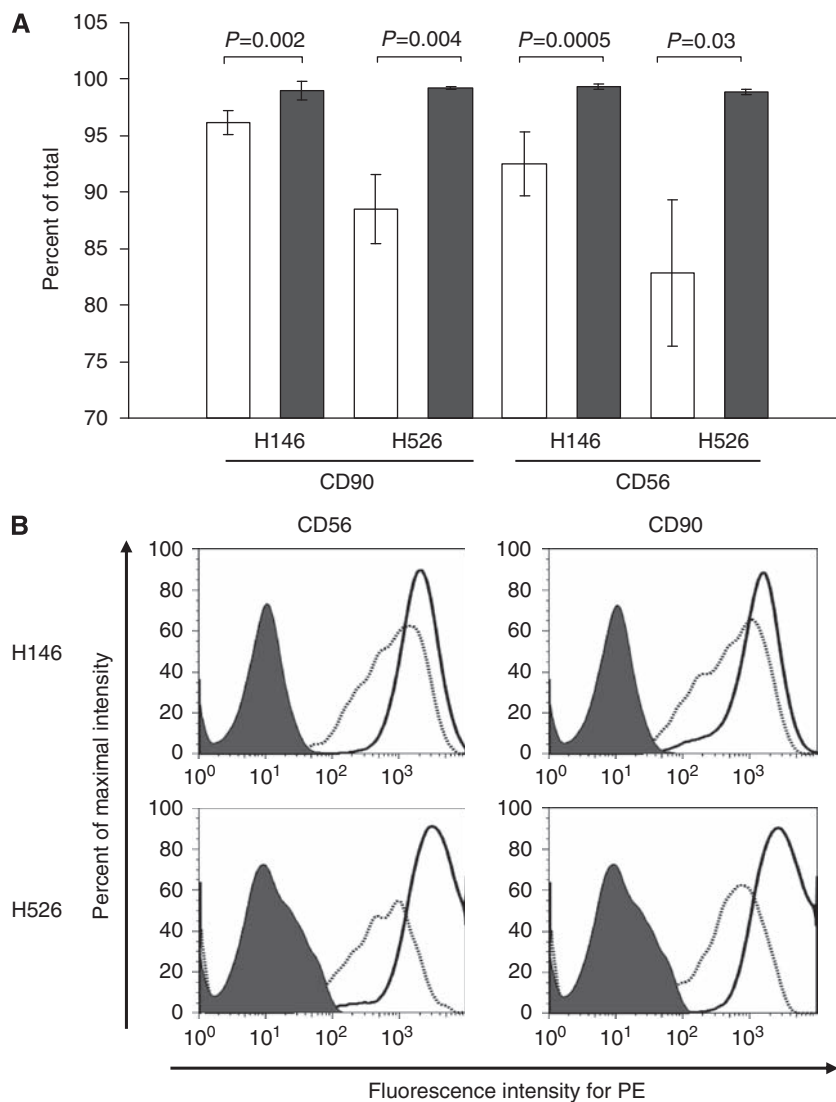 A
105
100
95
90
85
80
75
70
Percent of total
P=0.002 P=0.004 P=0.0005 P=0.03
H146 H526 H146 H526
CD90 CD56
B
CD56 CD90
Percent of maximal intensity
H146
100
80
60
40
20
0
10⁰ 10¹ 10² 10³
100
80
60
40
20
0
10⁰ 10¹ 10² 10³
H526
100
80
60
40
20
0
10⁰ 10¹ 10² 10³
100
80
60
40
20
0
10⁰ 10¹ 10² 10³
Fluorescence intensity for PE